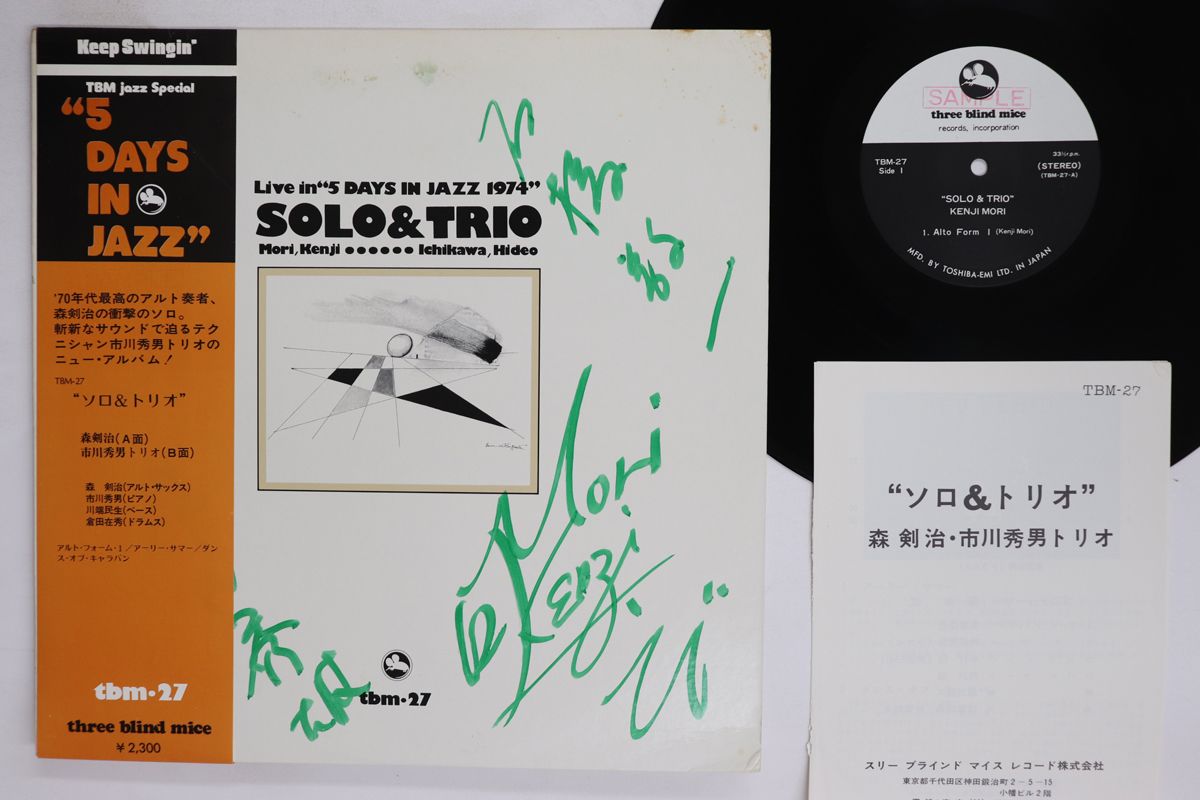 Keep Swingin'
TBM jazz Special
“5
DAYS
IN
JAZZ”
'70年代最高のアルト奏者、
森剣治の衝撃のソロ。
斬新なサウンドで迫るテク
ニシャン市川秀男トリオの
ニュー・アルバム!
TBM-27
“ソロ&トリオ”
森剣治(A面)
市川秀男トリオ(B面)
森 剣治(アルト・サックス)
市川秀男(ピアノ)
川端民生(ベース)
倉田在秀(ドラムス)
アルト・フォーム・1/アーリー・サマー/ダン
ス・オブ・キャラバン
tbm•27
three blind mice
¥2,300
Live in“5 DAYS IN JAZZ 1974”
SOLO&TRIO
Mori, Kenji •••••• Ichikawa, Hideo
Mori
Kenji
tbm•27
SAMPLE
three blind mice
records, incorporation
TBM-27
Side 1
33⅓r.p.m.
(STEREO)
(TBM-27-A)
“SOLO & TRIO”
KENJI MORI
1. Alto Form 1 (Kenji Mori)
MFD. BY TOSHIBA-EMI LTD. IN JAPAN
TBM-27
“ソロ&トリオ”
森 剣治・市川秀男トリオ
スリー ブラインド マイス レコード株式会社
東京都千代田区神田鍛治町2-5-15
小幡ビル2階